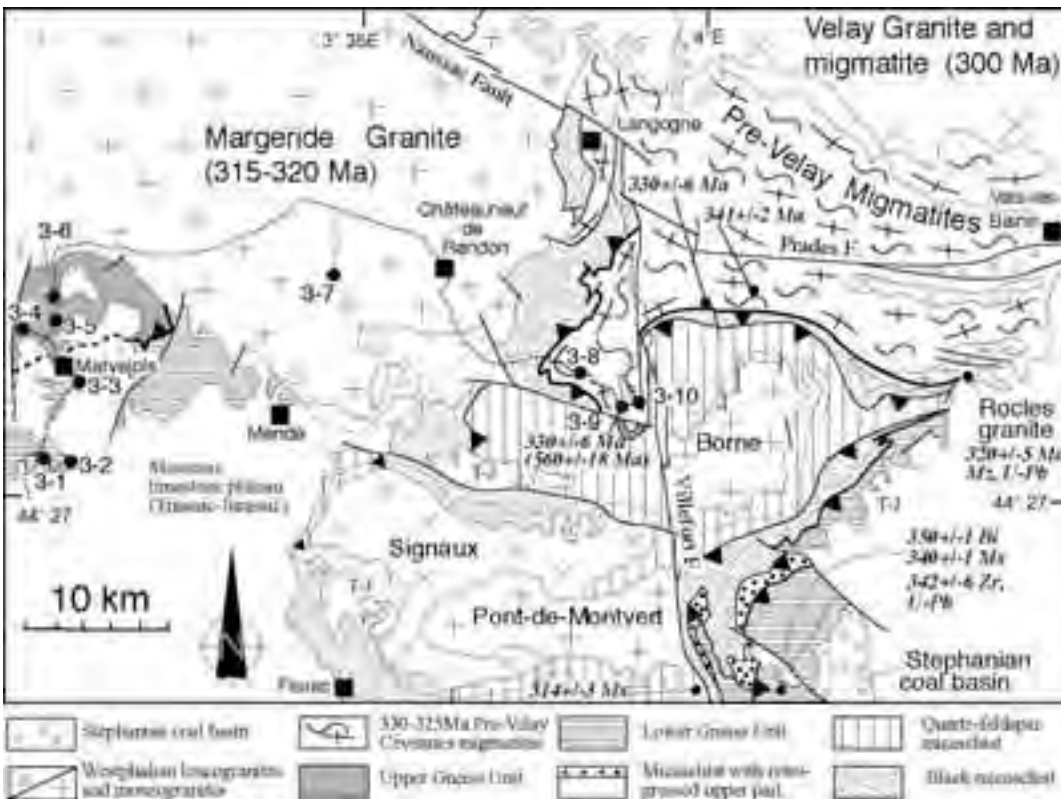 Velay Granite and
migmatite (300 Ma)
3° 35E
4°E
Naussac Fault
Margeride Granite
(315-320 Ma)
Langogne
Pre-Velay Migmatites
330+/-6 Ma
341+/-2 Ma
Châteauneuf
de
Randon
Prades F.
3-6
3-7
3-4
3-5
Marvejols
3-3
3-8
3-10
3-9
Mende
330+/-6 Ma
(560+/-18 Ma)
Borne
Rocles
granite
320+/-5 Ma
Mz, U-Pb
3-1
3-2
44° 27
44° 27
T-J
T-J
Villefort F
Signaux
T-J
350+/-1 Bi
340+/-1 Ms
342+/-6 Zr,
U-Pb
10 km
Pont-de-Montvert
Florac
314+/-3 Ms
Stephanian
coal basin
Stephanian coal basin
330-325Ma Pre-Velay
Cévennes migmatites
Lower Gneiss Unit
Quartz-feldspar
micaschist
Westphalian leucogranites
and monzogranites
Upper Gneiss Unit
Micaschist with retro-
gressed upper part
Black micaschist